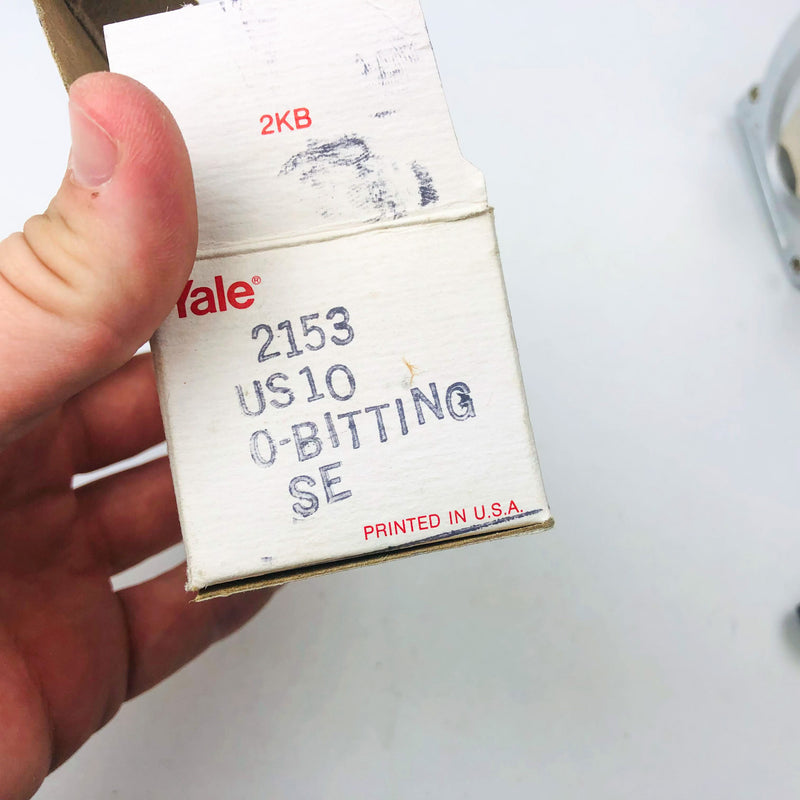 2KB
Yale®
2153
US10
0-BITTING
SE
PRINTED IN U.S.A.